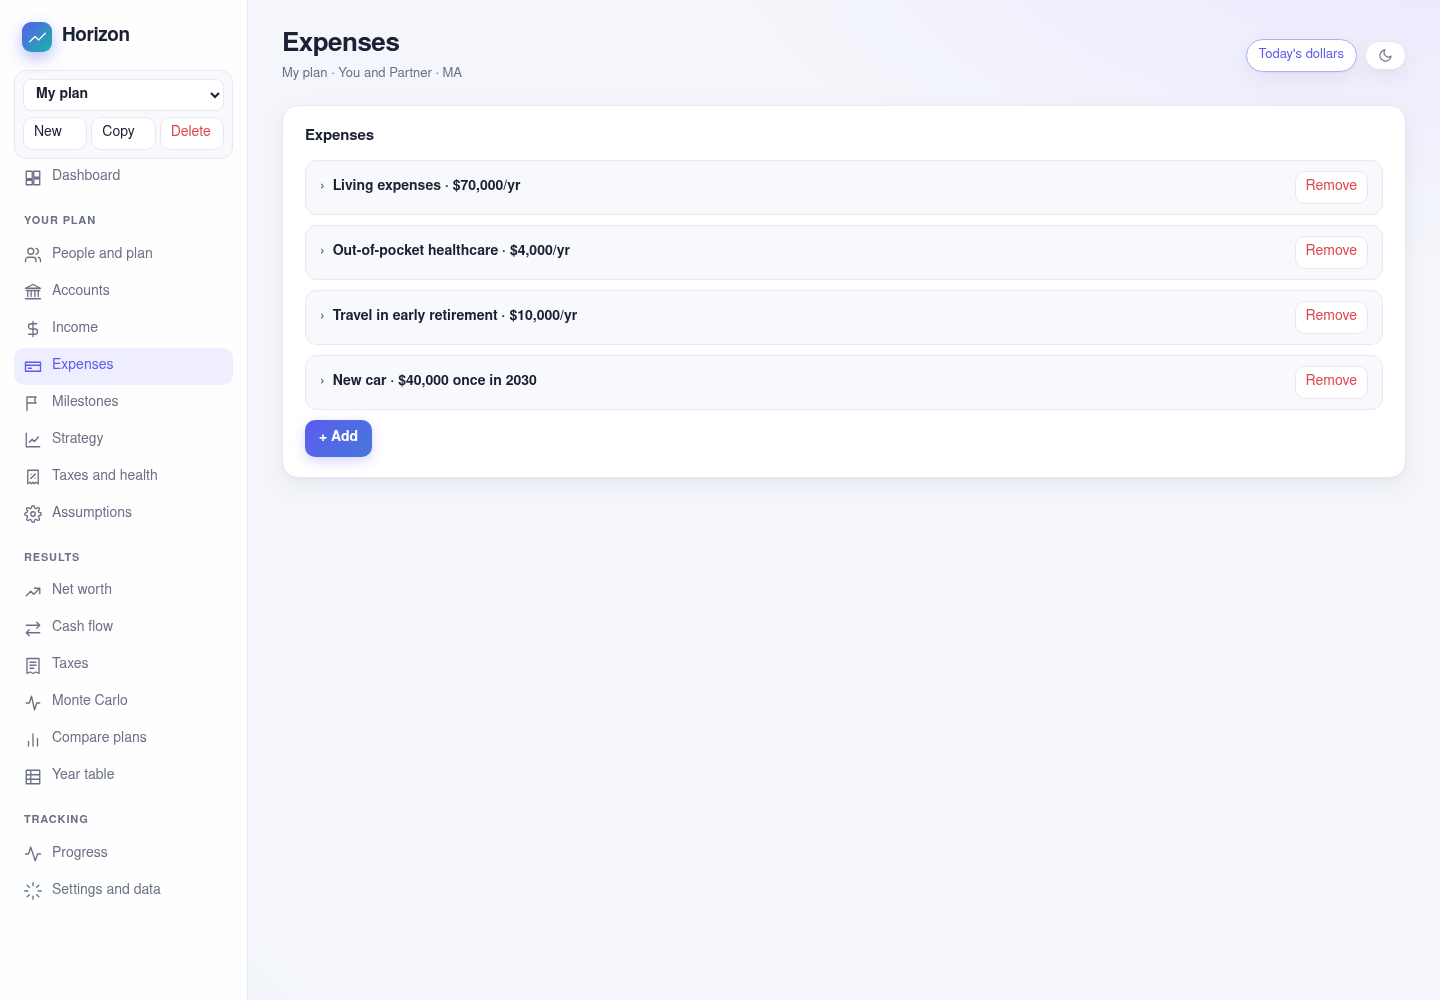 Horizon
My plan
New
Copy
Delete
Dashboard
YOUR PLAN
People and plan
Accounts
Income
Expenses
Milestones
Strategy
Taxes and health
Assumptions
RESULTS
Net worth
Cash flow
Taxes
Monte Carlo
Compare plans
Year table
TRACKING
Progress
Settings and data
Expenses
My plan · You and Partner · MA
Today's dollars
Expenses
› Living expenses · $70,000/yr
Remove
› Out-of-pocket healthcare · $4,000/yr
Remove
› Travel in early retirement · $10,000/yr
Remove
› New car · $40,000 once in 2030
Remove
+ Add